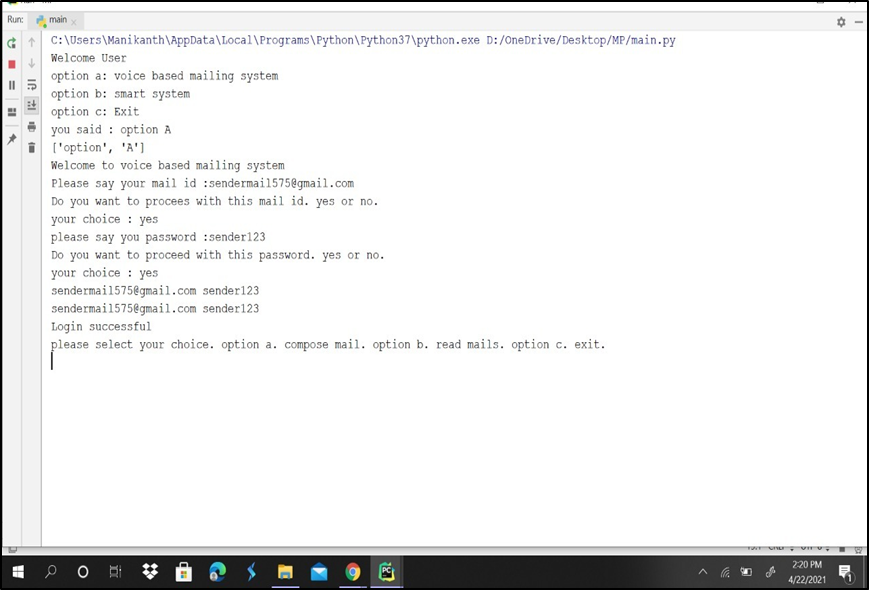 Run:
main
C:\Users\Manikanth\AppData\Local\Programs\Python\Python37\python.exe D:/OneDrive/Desktop/MP/main.py
Welcome User
option a: voice based mailing system
option b: smart system
option c: Exit
you said : option A
['option', 'A']
Welcome to voice based mailing system
Please say your mail id :sendermail575@gmail.com
Do you want to procees with this mail id. yes or no.
your choice : yes
please say you password :sender123
Do you want to proceed with this password. yes or no.
your choice : yes
sendermail575@gmail.com sender123
sendermail575@gmail.com sender123
Login successful
please select your choice. option a. compose mail. option b. read mails. option c. exit.
PC
2:20 PM
4/22/2021
1